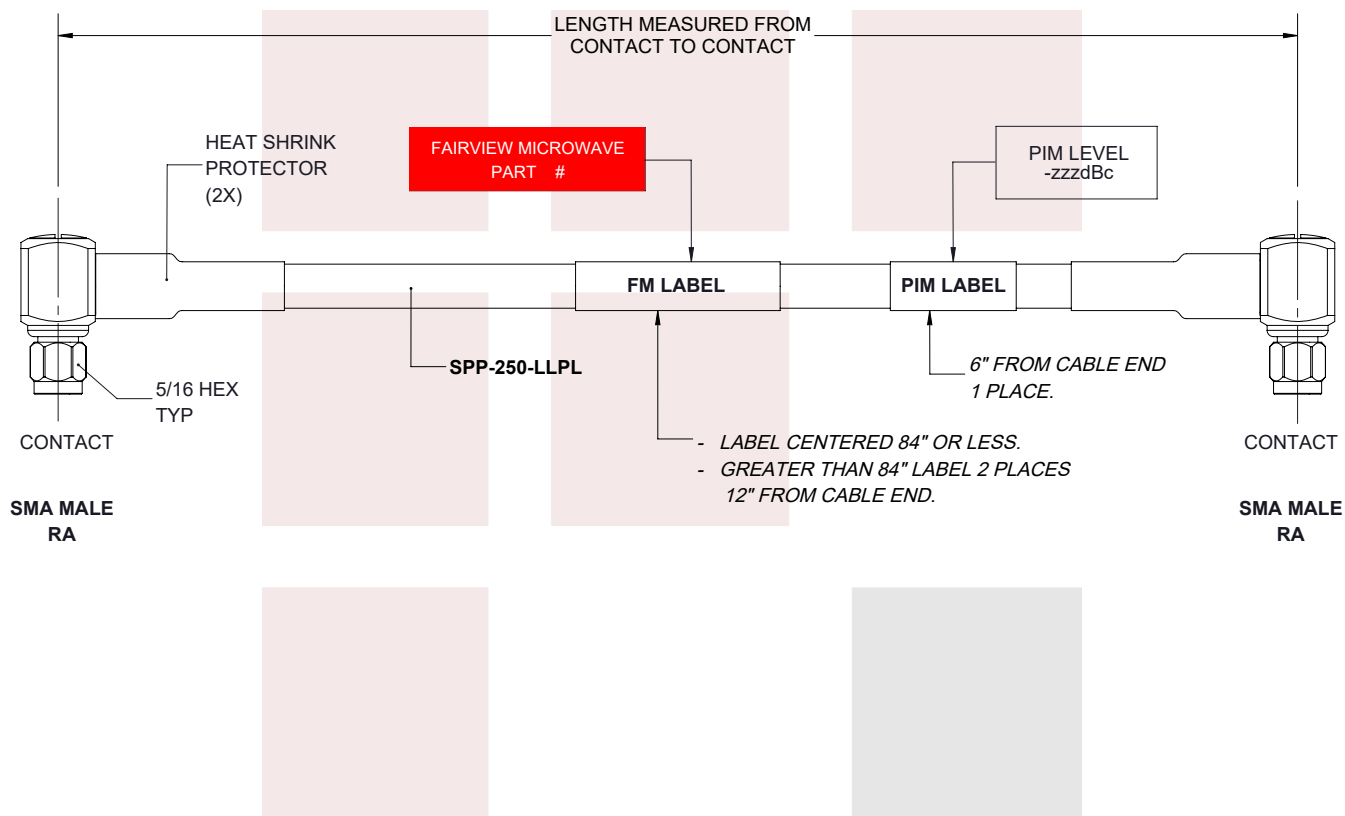 LENGTH MEASURED FROM
CONTACT TO CONTACT
HEAT SHRINK
PROTECTOR
(2X)
FAIRVIEW MICROWAVE
PART #
PIM LEVEL
-zzzdBc
FM LABEL
PIM LABEL
SPP-250-LLPL
6" FROM CABLE END
1 PLACE.
5/16 HEX
TYP
- LABEL CENTERED 84" OR LESS.
- GREATER THAN 84" LABEL 2 PLACES
12" FROM CABLE END.
CONTACT
SMA MALE
RA
CONTACT
SMA MALE
RA